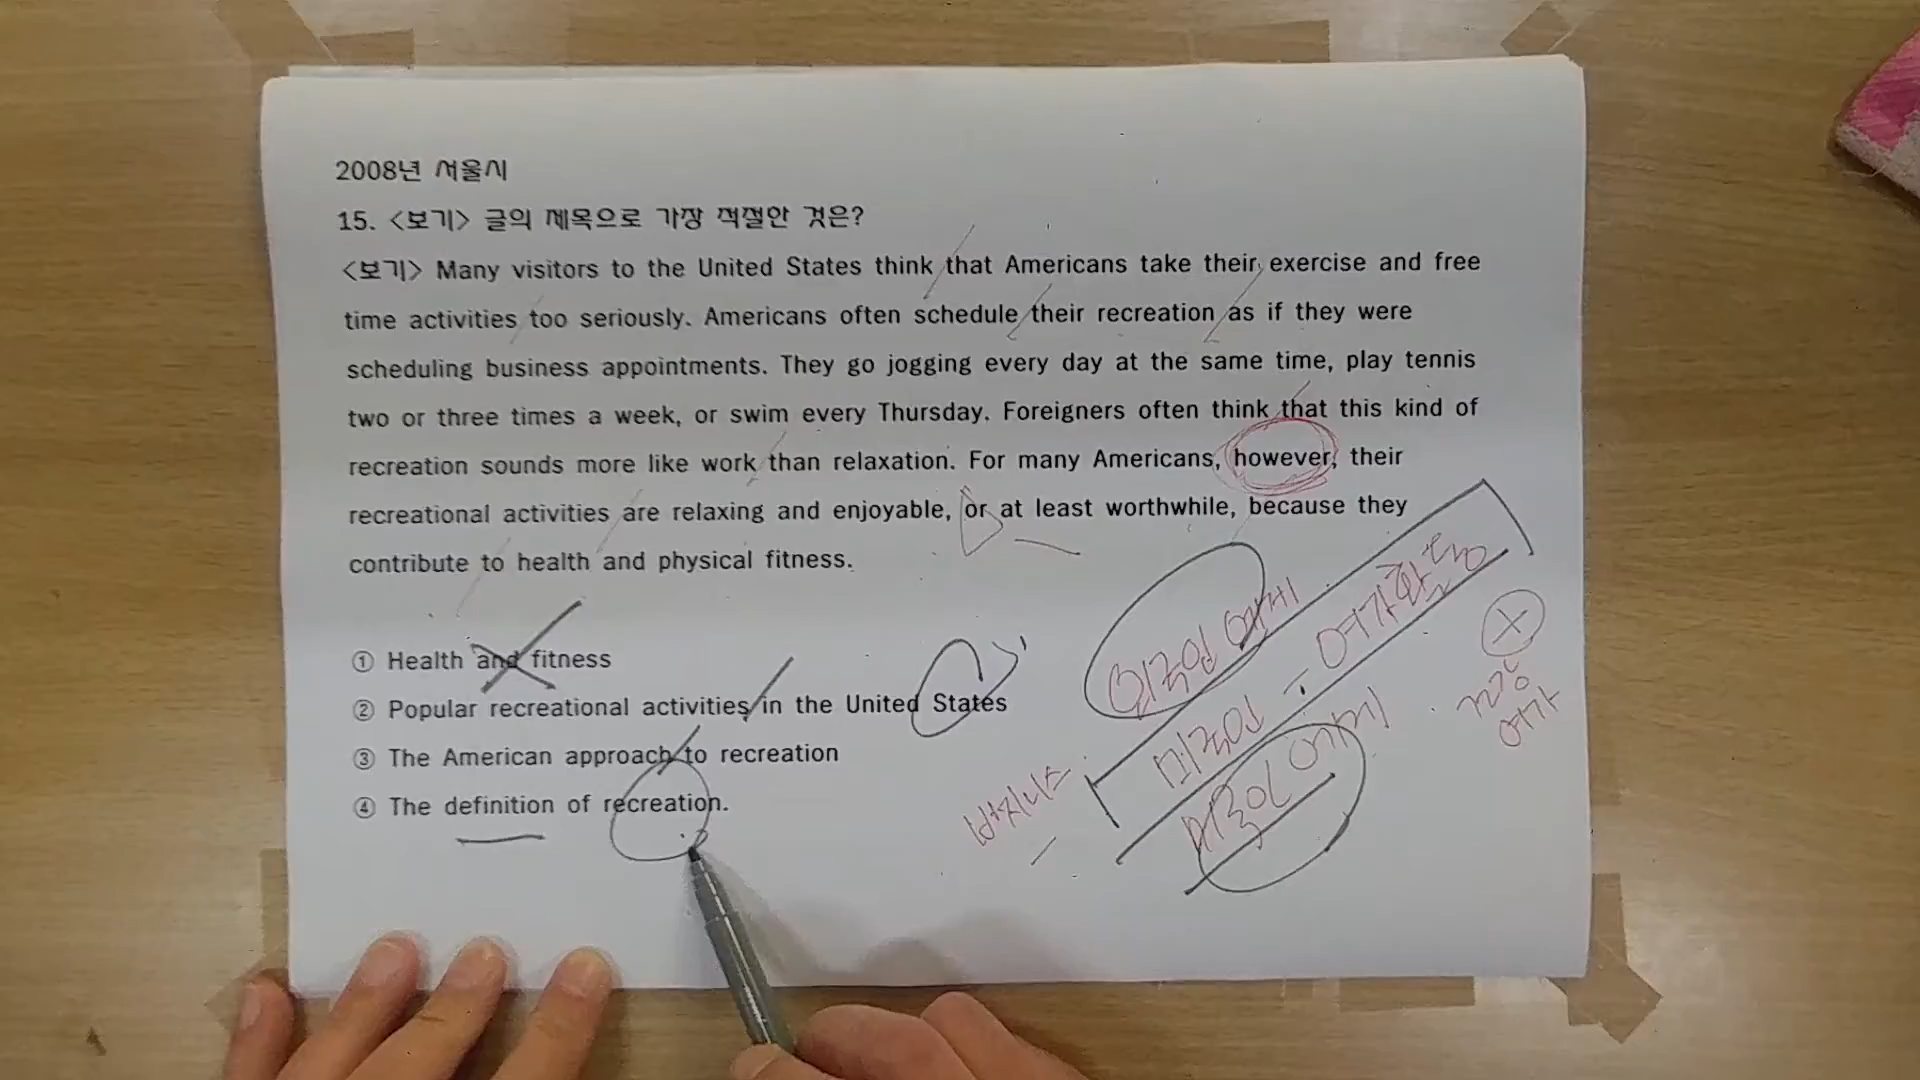 2008년 서울시
15. <보기> 글의 제목으로 가장 적절한 것은?
<보기> Many visitors to the United States think that Americans take their exercise and free
time activities too seriously. Americans often schedule their recreation as if they were
scheduling business appointments. They go jogging every day at the same time, play tennis
two or three times a week, or swim every Thursday. Foreigners often think that this kind of
recreation sounds more like work than relaxation. For many Americans, however, their
recreational activities are relaxing and enjoyable, or at least worthwhile, because they
contribute to health and physical fitness.
① Health and fitness
② Popular recreational activities in the United States
③ The American approach to recreation
④ The definition of recreation.
외국인
미국인 - 여가활동
건강
여가
비지니스